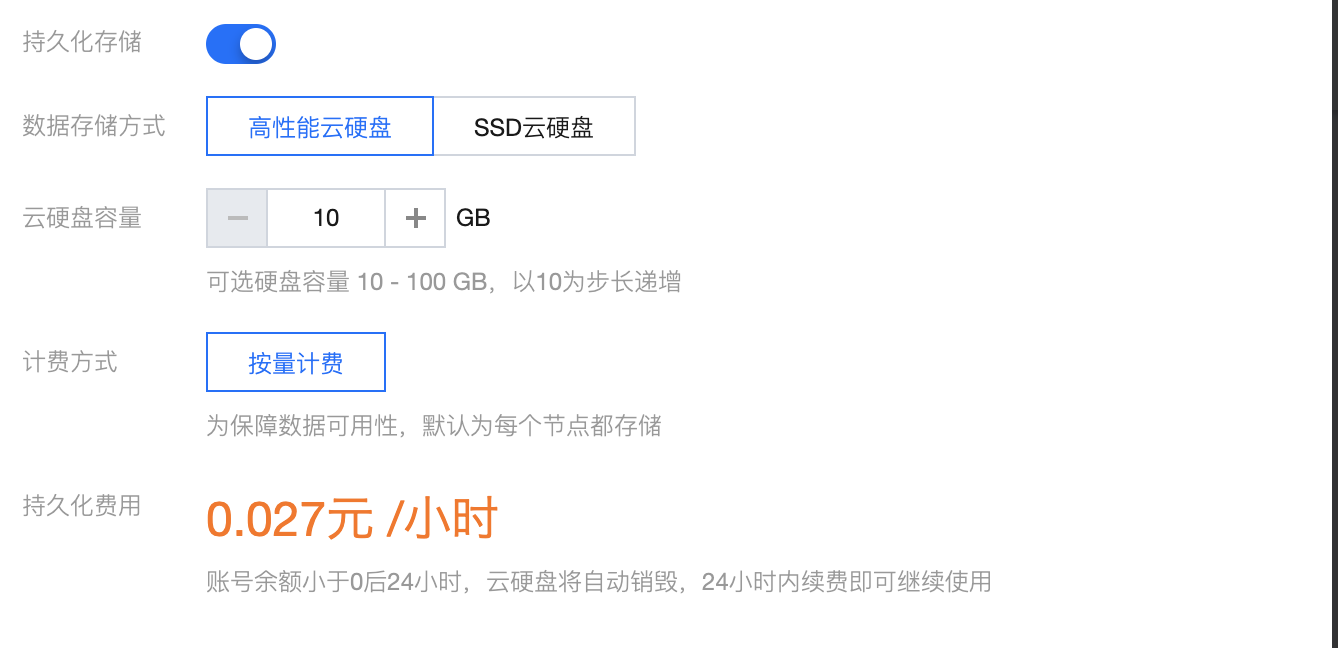 持久化存储
数据存储方式 高性能云硬盘 SSD云硬盘
云硬盘容量 10 GB
可选硬盘容量 10 - 100 GB，以10为步长递增
计费方式 按量计费
为保障数据可用性，默认为每个节点都存储
持久化费用 0.027元 /小时
账号余额小于0后24小时，云硬盘将自动销毁，24小时内续费即可继续使用